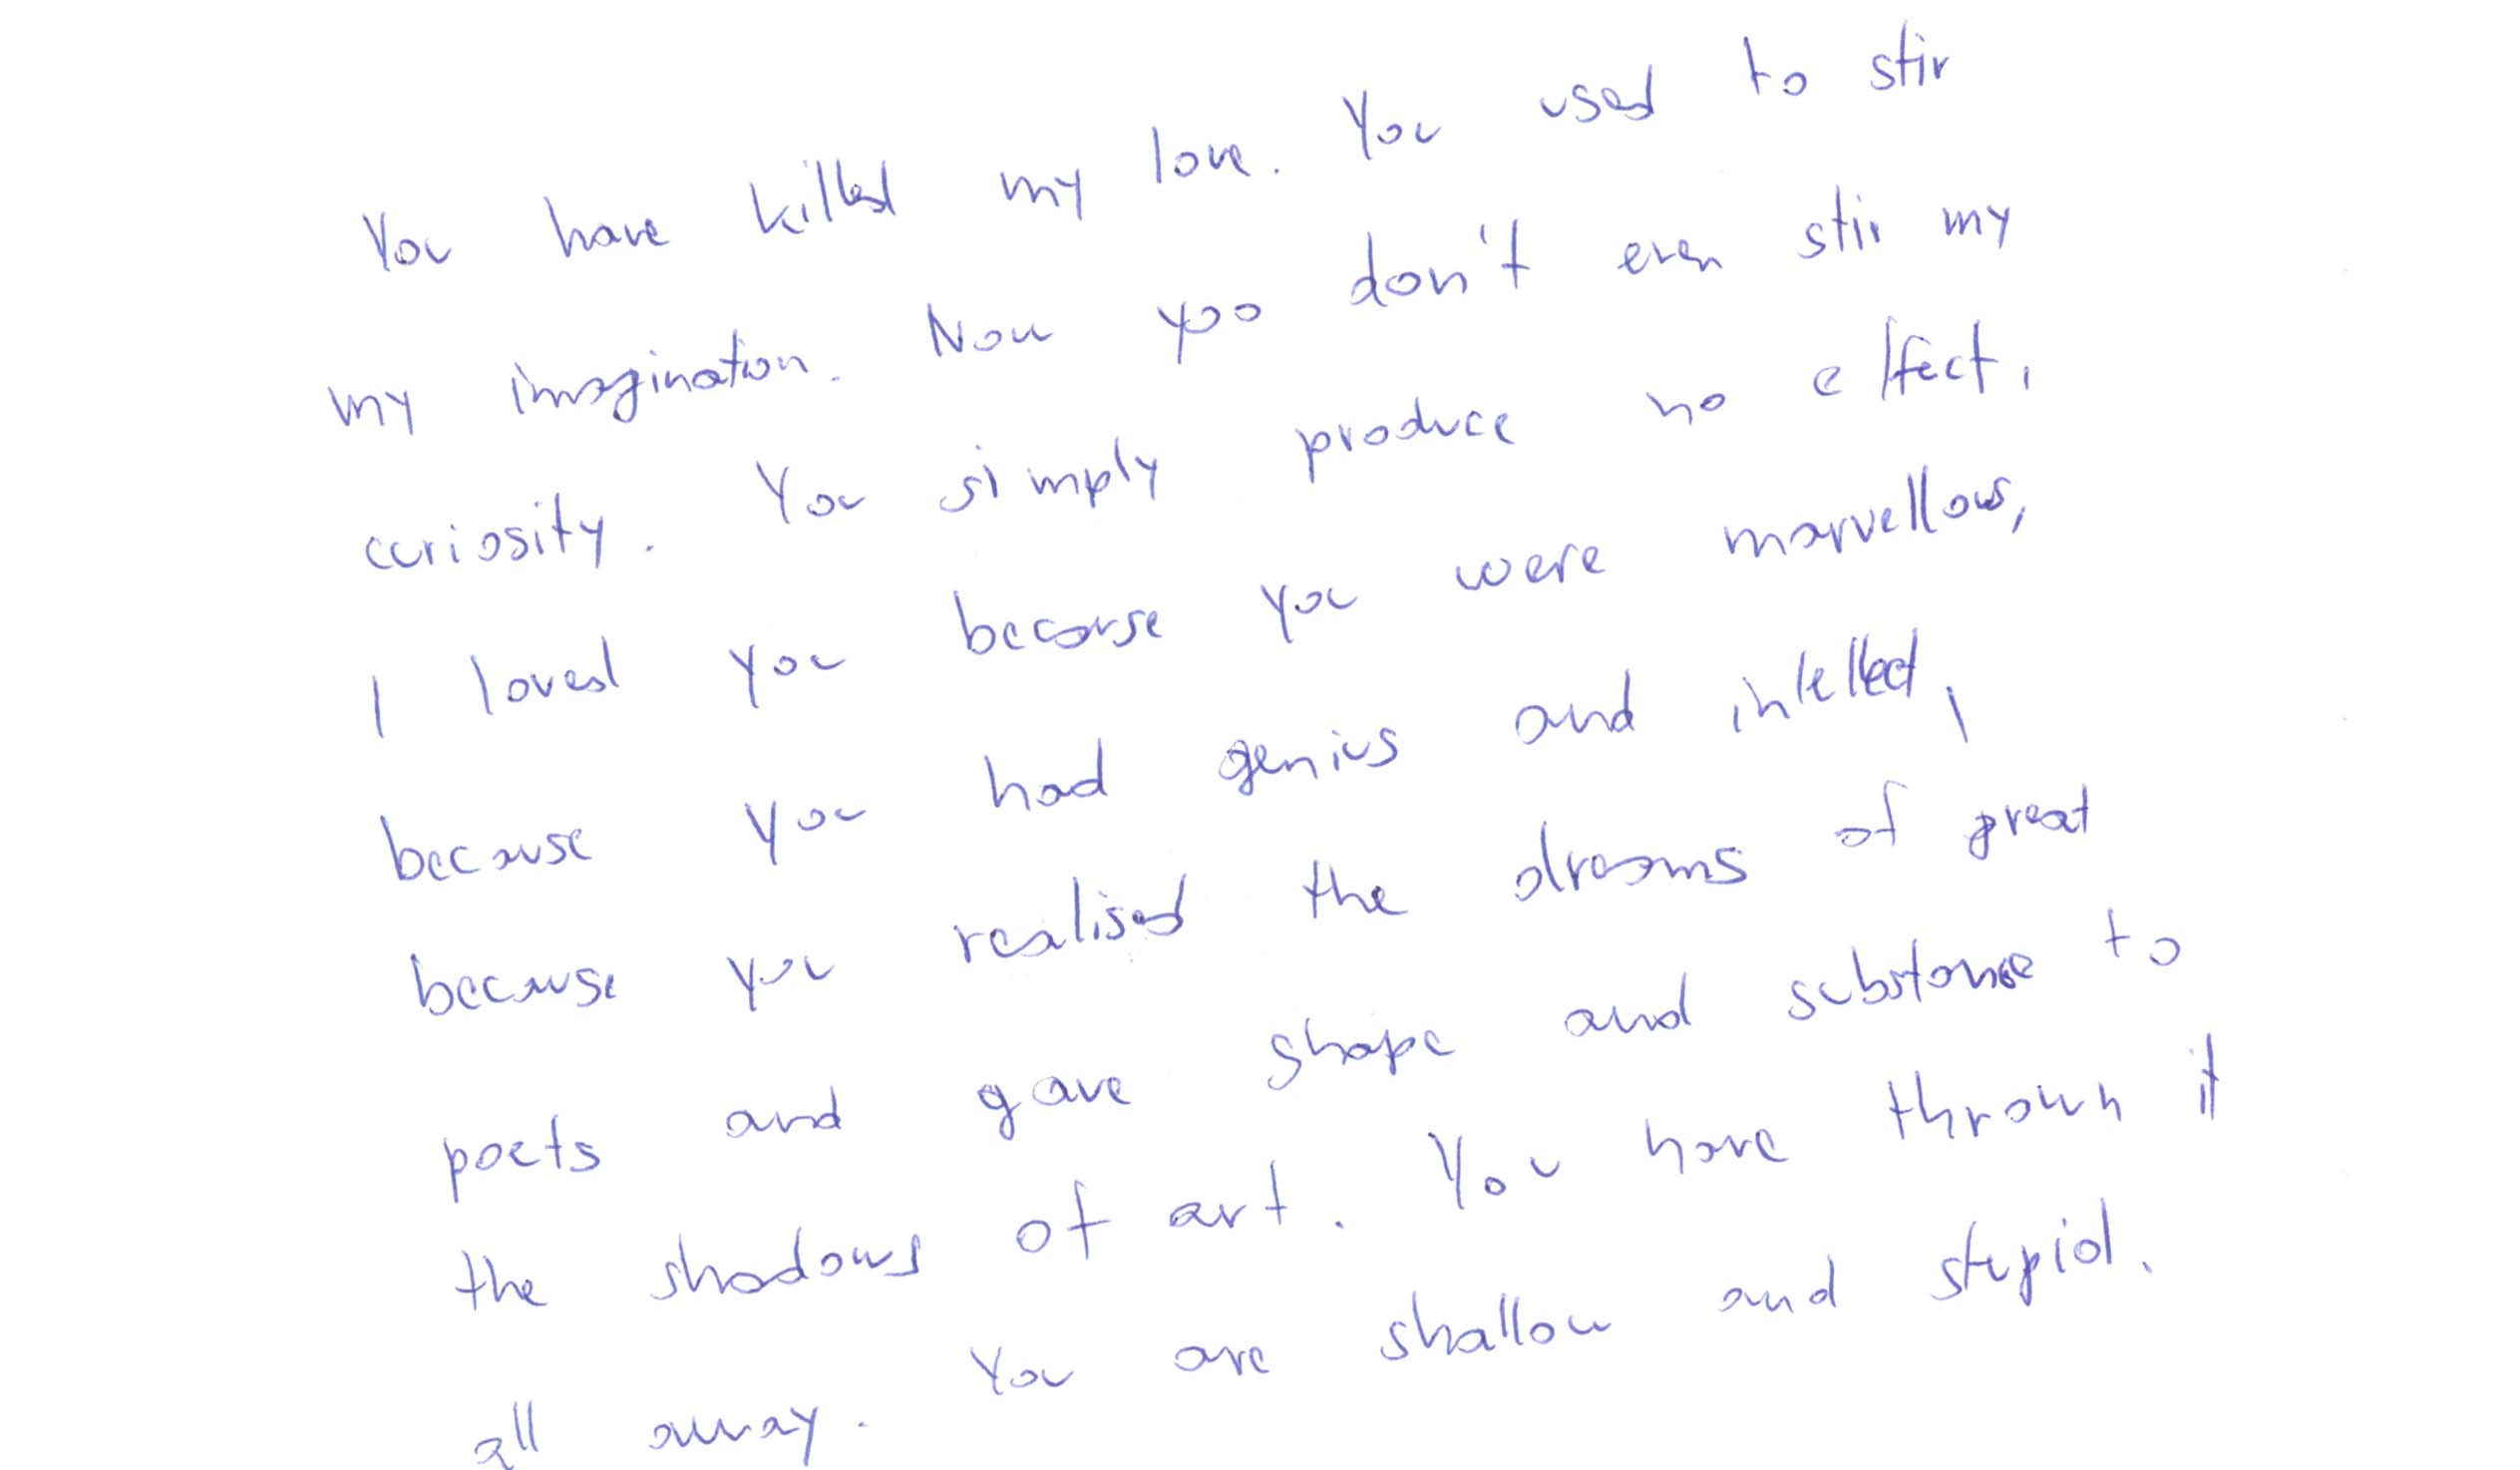 You have killed my love. You used to stir
my imagination. Now you don't even stir my
curiosity. You simply produce no effect.
I loved you because you were marvellous,
because you had genius and intellect,
because you realised the dreams of great
poets and gave shape and substance to
the shadows of art. You have thrown it
all away. You are shallow and stupid.